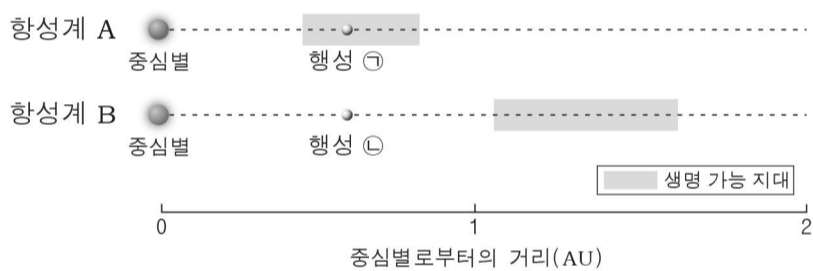 항성계 A
중심별
행성 ㉠
항성계 B
중심별
행성 ㉡
생명 가능 지대
0 1 2
중심별로부터의 거리(AU)